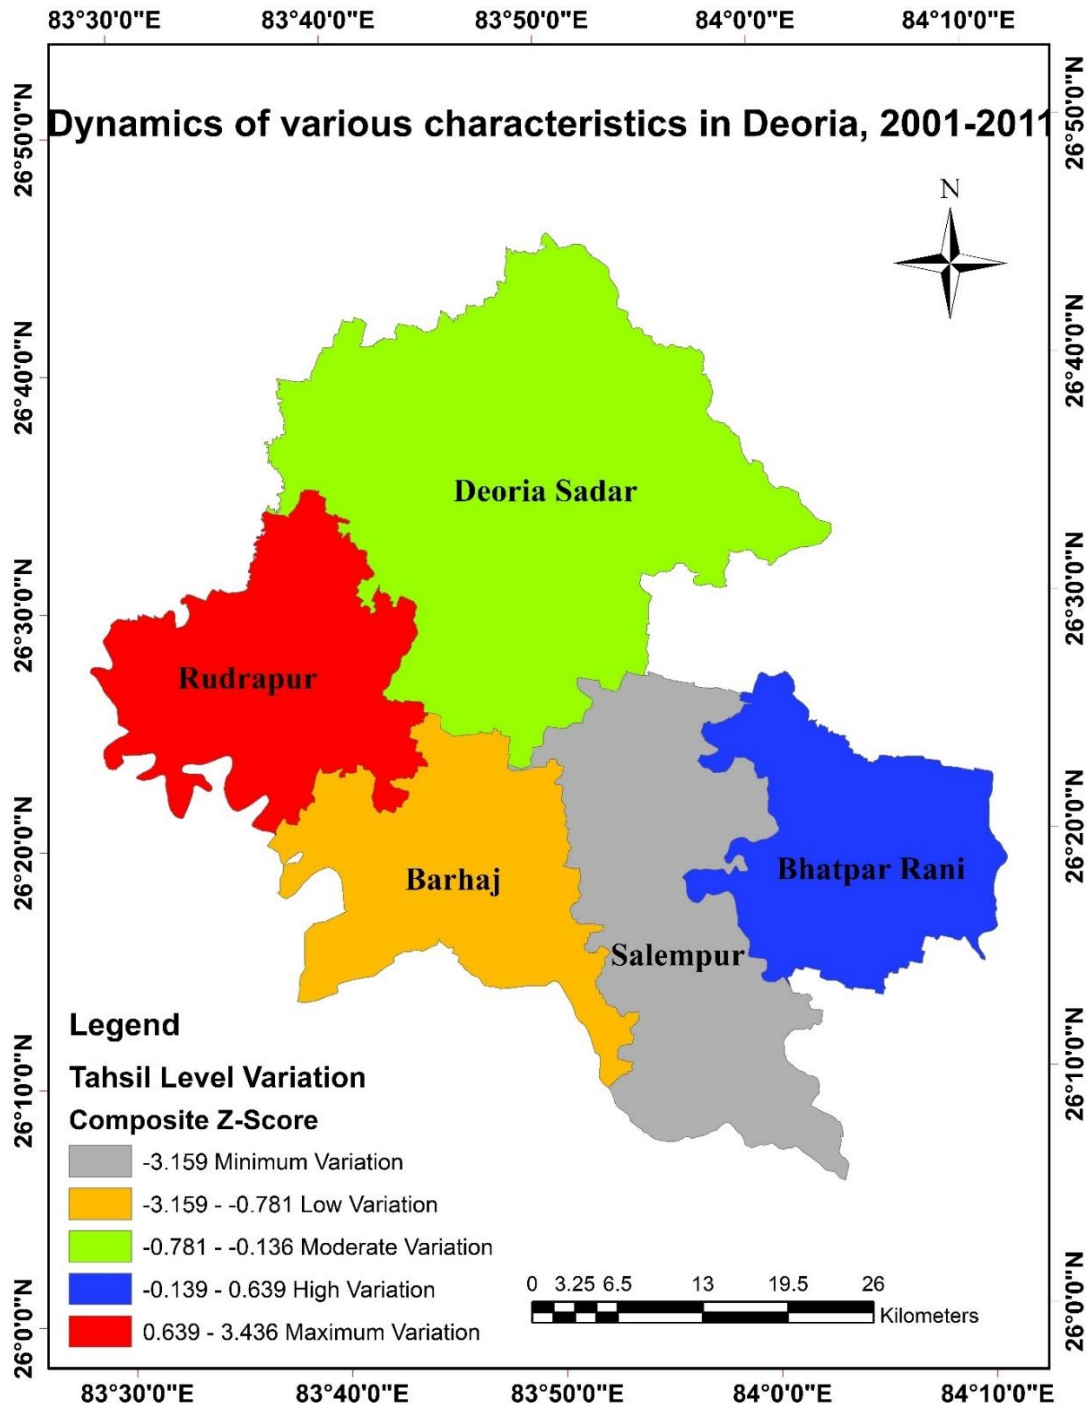 83°30'0"E 83°40'0"E 83°50'0"E 84°0'0"E 84°10'0"E
Dynamics of various characteristics in Deoria, 2001-2011
26°50'0"N
26°50'0"N
N
26°40'0"N
26°40'0"N
Deoria Sadar
26°30'0"N
26°30'0"N
Rudrapur
26°20'0"N
26°20'0"N
Barhaj
Bhatpar Rani
Salempur
26°10'0"N
26°10'0"N
Legend
Tahsil Level Variation
Composite Z-Score
-3.159 Minimum Variation
-3.159 - -0.781 Low Variation
-0.781 - -0.136 Moderate Variation
-0.139 - 0.639 High Variation
0.639 - 3.436 Maximum Variation
0 3.25 6.5 13 19.5 26
Kilometers
26°0'0"N
26°0'0"N
83°30'0"E 83°40'0"E 83°50'0"E 84°0'0"E 84°10'0"E